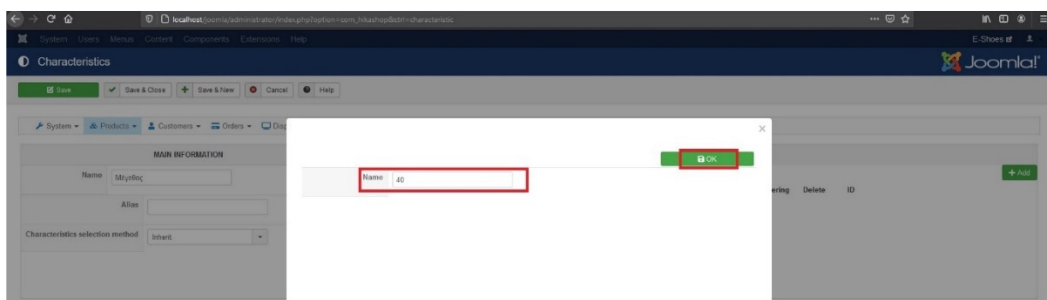 localhost/joomla/administrator/index.php?option=com_hikashop&ctrl=characteristic
System Users Menus Content Components Extensions Help
E-Shoes
Characteristics
Joomla!
Save
Save & Close
Save & New
Cancel
Help
System Products Customers Orders Disp
MAIN INFORMATION
OK
Name Μέγεθος
Name 40
Add
ering Delete ID
Alias
Characteristics selection method Inherit